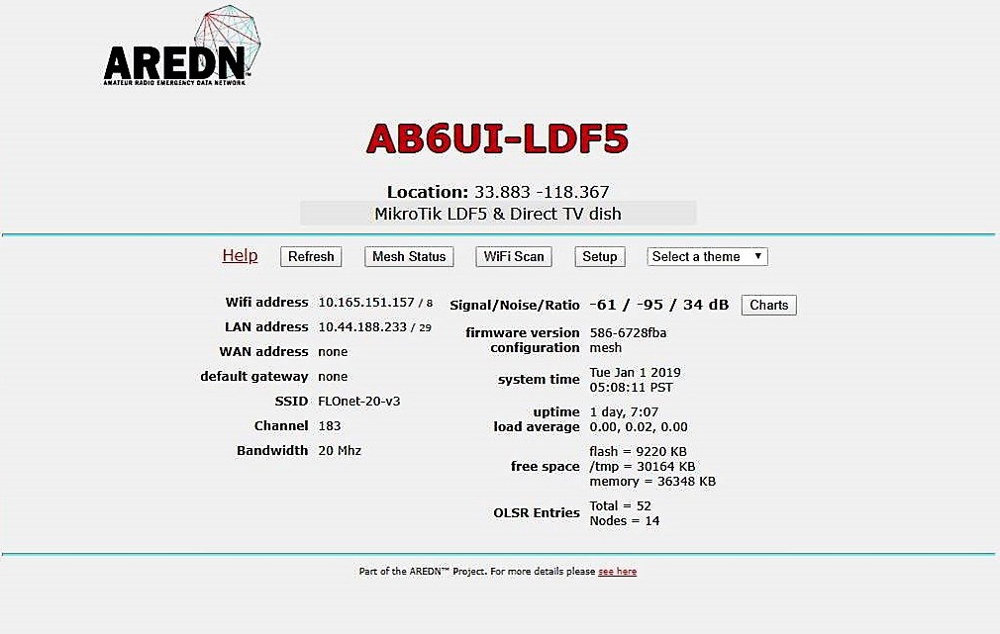 AREDN™
AMATEUR RADIO EMERGENCY DATA NETWORK
AB6UI-LDF5
Location: 33.883 -118.367
MikroTik LDF5 & Direct TV dish
Help Refresh Mesh Status WiFi Scan Setup Select a theme
Wifi address 10.165.151.157 / 8
LAN address 10.44.188.233 / 29
WAN address none
default gateway none
SSID FLOnet-20-v3
Channel 183
Bandwidth 20 Mhz
Signal/Noise/Ratio -61 / -95 / 34 dB Charts
firmware version 586-6728fba
configuration mesh
system time Tue Jan 1 2019
05:08:11 PST
uptime 1 day, 7:07
load average 0.00, 0.02, 0.00
flash = 9220 KB
free space /tmp = 30164 KB
memory = 36348 KB
OLSR Entries Total = 52
Nodes = 14
Part of the AREDN™ Project. For more details please see here